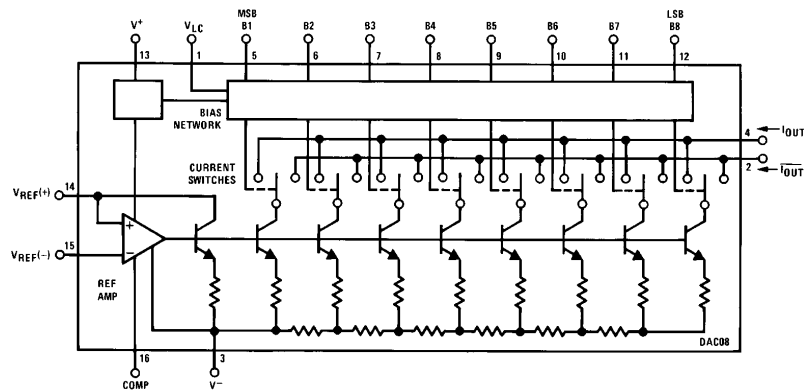 V+ VLC MSB B1 B2 B3 B4 B5 B6 B7 LSB B8
13 1 5 6 7 8 9 10 11 12
BIAS NETWORK
4 IOUT
CURRENT SWITCHES
2 IOUT
14 VREF(+)
15 VREF(−)
+
−
REF AMP
DAC08
16 3
COMP V−